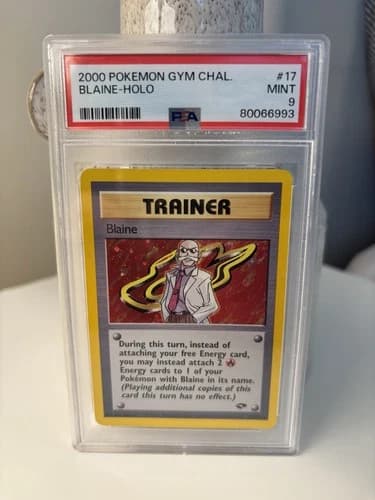 2000 POKEMON GYM CHAL. #17
BLAINE-HOLO MINT
PSA 9
80066993
TRAINER
Blaine
During this turn, instead of
attaching your free Energy card,
you may instead attach 2
Energy cards to 1 of your
Pokémon with Blaine in its name.
(Playing additional copies of this
card this turn has no effect.)